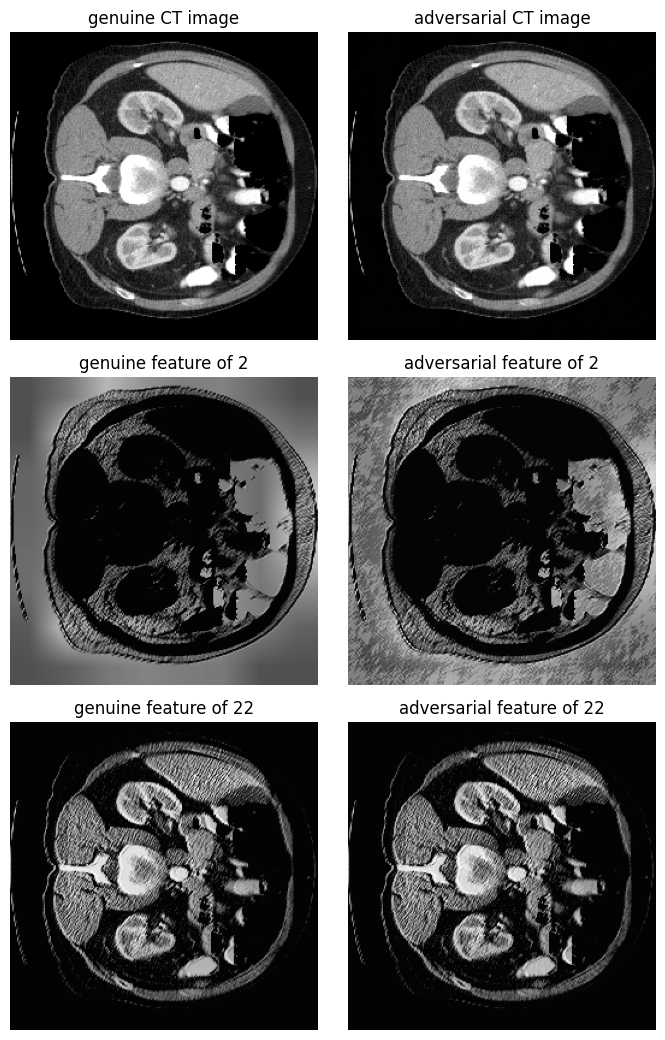 genuine CT image
adversarial CT image
genuine feature of 2
adversarial feature of 2
genuine feature of 22
adversarial feature of 22